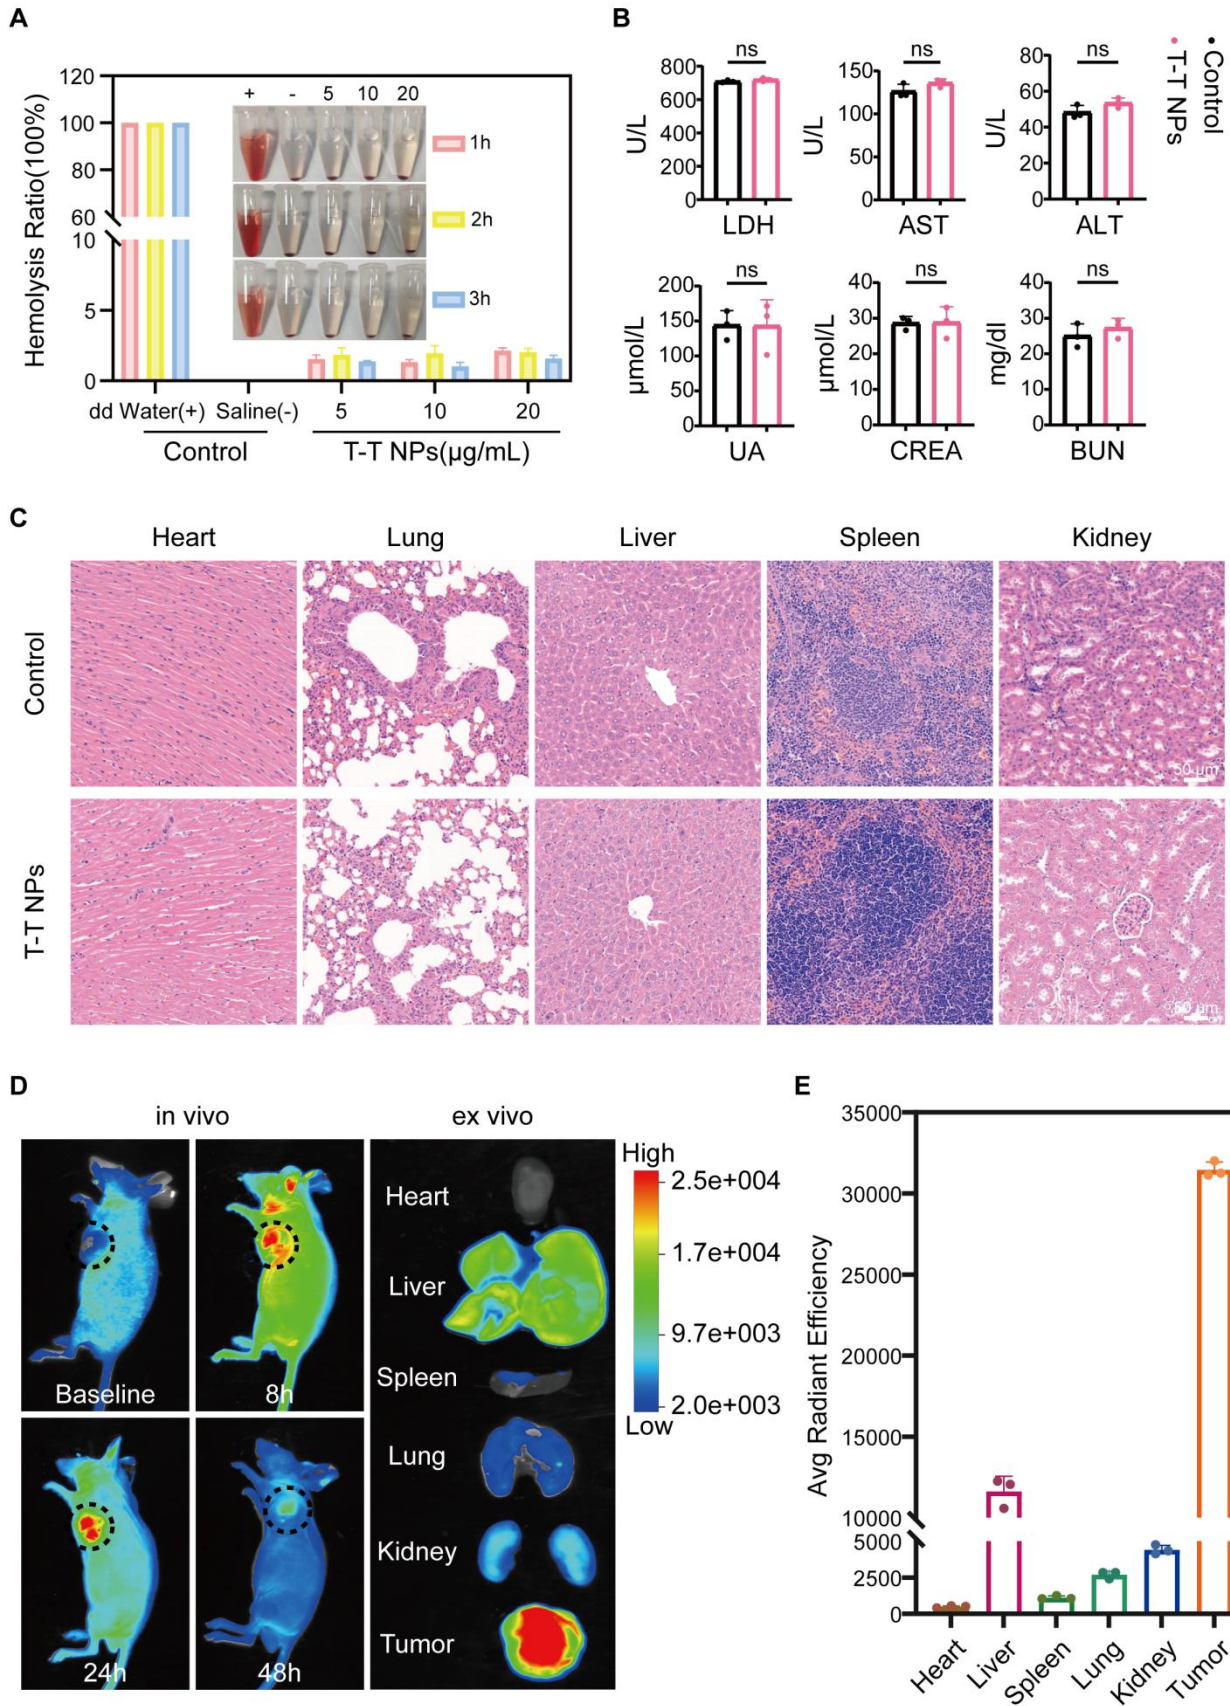 A
120
100
80
60
10
5
0
Hemolysis Ratio(100%)
+ - 5 10 20
1h
2h
3h
dd Water(+) Saline(-) 5 10 20
Control T-T NPs(μg/mL)
B
Control
T-T NPs
ns
800
600
400
200
0
U/L
LDH
ns
150
100
50
0
U/L
AST
ns
80
60
40
20
0
U/L
ALT
ns
200
150
100
50
0
μmol/L
UA
ns
40
30
20
10
0
μmol/L
CREA
ns
40
30
20
10
0
mg/dl
BUN
C
Heart Lung Liver Spleen Kidney
Control
50 μm
T-T NPs
50 μm
D
in vivo ex vivo
Baseline 8h
24h 48h
Heart
Liver
Spleen
Lung
Kidney
Tumor
High
2.5e+004
1.7e+004
9.7e+003
2.0e+003
Low
E
35000
30000
25000
20000
15000
10000
5000
2500
0
Avg Radiant Efficiency
Heart Liver Spleen Lung Kidney Tumor